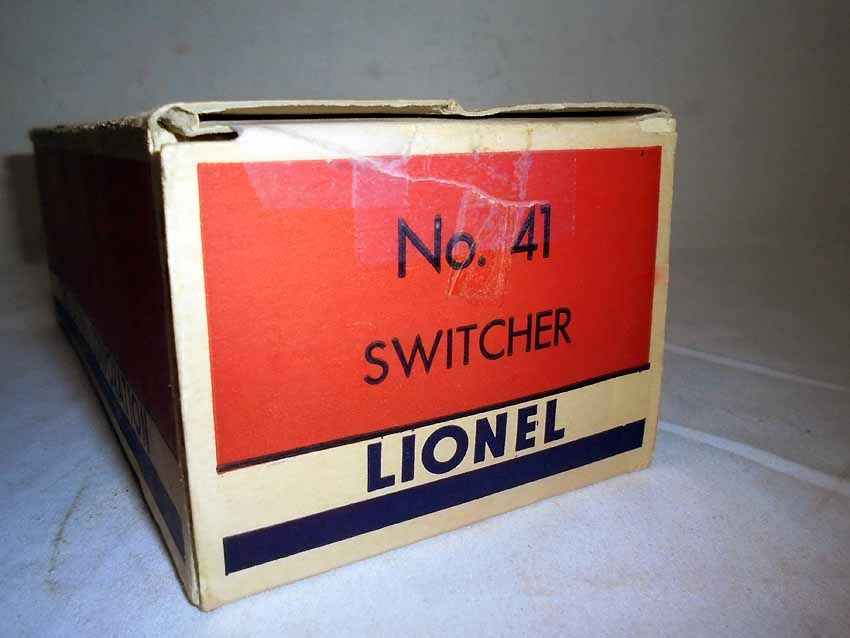 No. 41
SWITCHER
LIONEL